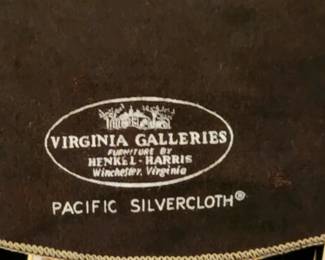 VIRGINIA GALLERIES
FURNITURE BY
HENKEL-HARRIS
Winchester, Virginia
PACIFIC SILVERCLOTH®